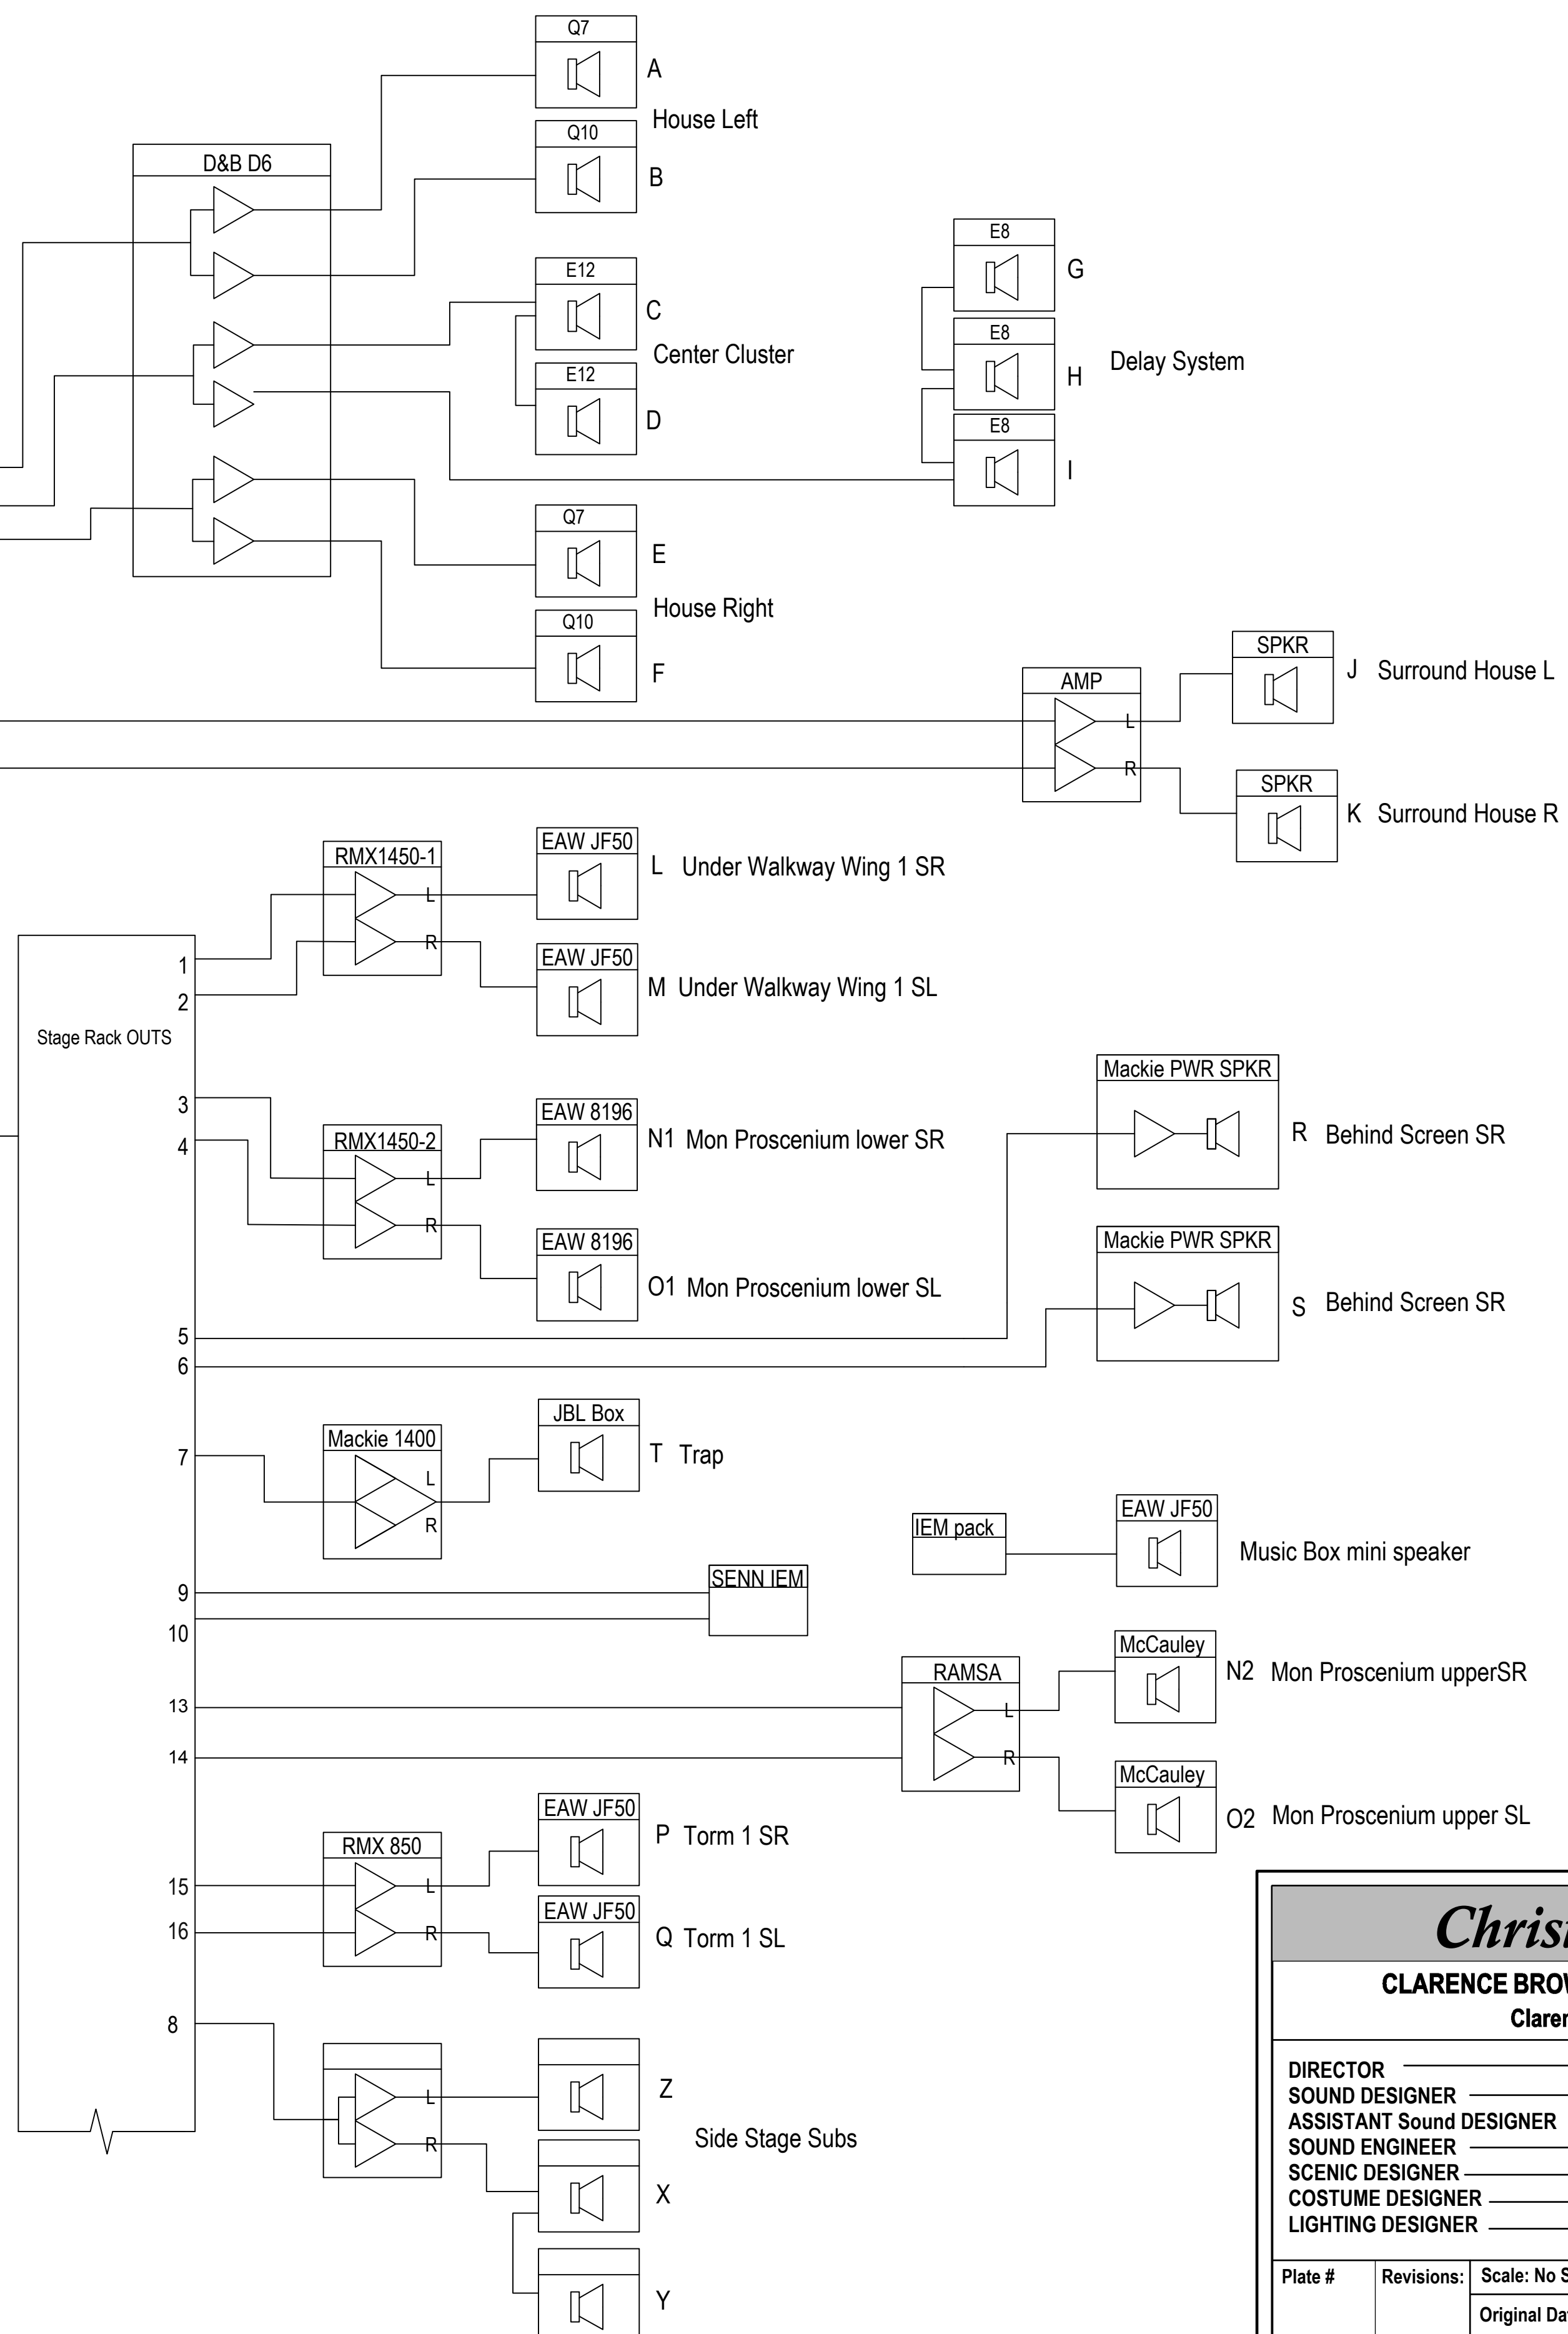 Q7
A
House Left
Q10
B
D&B D6
E12
C
Center Cluster
E12
D
E8
G
E8
H
Delay System
E8
I
Q7
E
House Right
Q10
F
AMP
L
R
SPKR
J Surround House L
SPKR
K Surround House R
RMX1450-1
L
R
EAW JF50
L Under Walkway Wing 1 SR
EAW JF50
M Under Walkway Wing 1 SL
Stage Rack OUTS
1
2
3
4
RMX1450-2
L
R
EAW 8196
N1 Mon Proscenium lower SR
EAW 8196
O1 Mon Proscenium lower SL
Mackie PWR SPKR
R Behind Screen SR
Mackie PWR SPKR
S Behind Screen SR
5
6
7
Mackie 1400
L
R
JBL Box
T Trap
IEM pack
EAW JF50
Music Box mini speaker
9
10
SENN IEM
13
14
RAMSA
L
R
McCauley
N2 Mon Proscenium upperSR
McCauley
O2 Mon Proscenium upper SL
15
16
RMX 850
L
R
EAW JF50
P Torm 1 SR
EAW JF50
Q Torm 1 SL
8
L
R
Z
Side Stage Subs
X
Y
CLARENCE
DIRECTOR
SOUND DESIGNER
ASSISTANT Sound DESIGNER
SOUND ENGINEER
SCENIC DESIGNER
COSTUME DESIGNER
LIGHTING DESIGNER
Plate #
Revisions:
Scale: No
Original